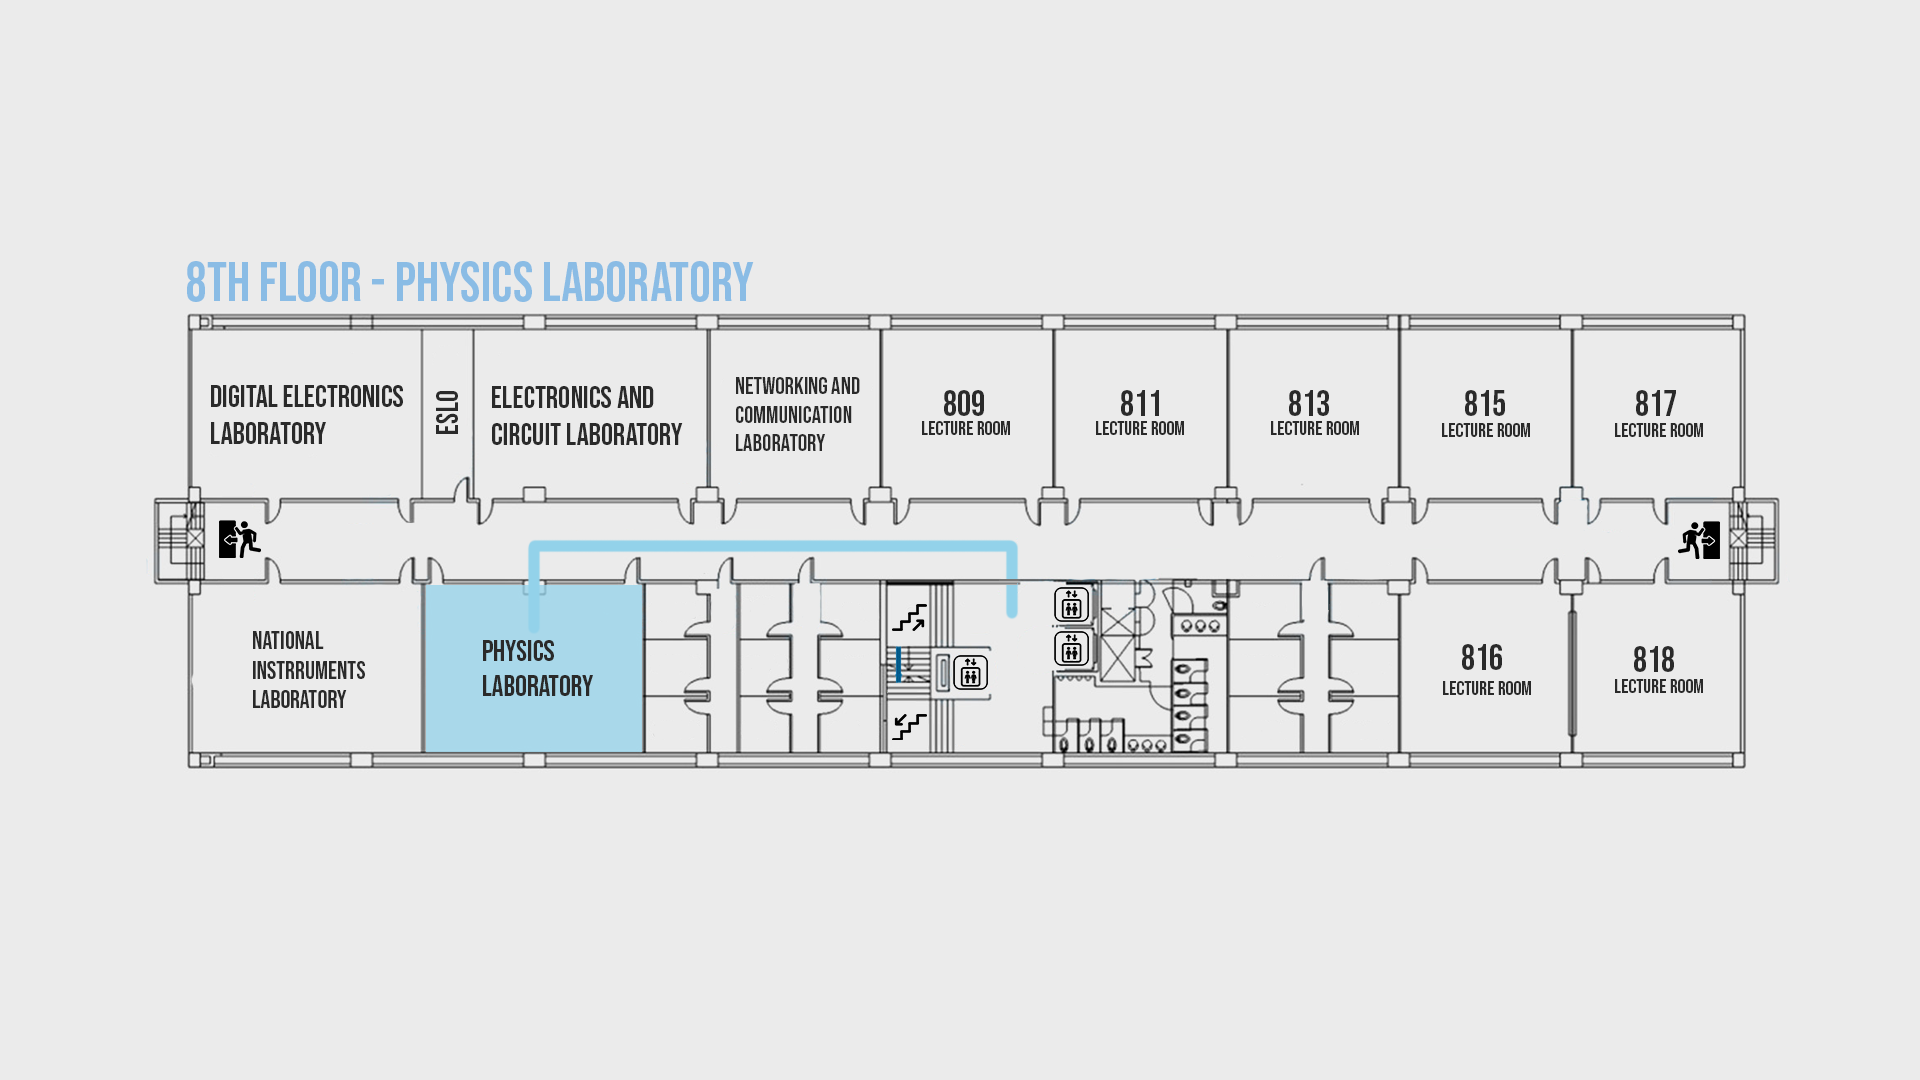 8TH FLOOR - PHYSICS LABORATORY
DIGITAL ELECTRONICS
LABORATORY
ESLO
ELECTRONICS AND
CIRCUIT LABORATORY
NETWORKING AND
COMMUNICATION
LABORATORY
809
LECTURE ROOM
811
LECTURE ROOM
813
LECTURE ROOM
815
LECTURE ROOM
817
LECTURE ROOM
NATIONAL
INSTRRUMENTS
LABORATORY
PHYSICS
LABORATORY
816
LECTURE ROOM
818
LECTURE ROOM